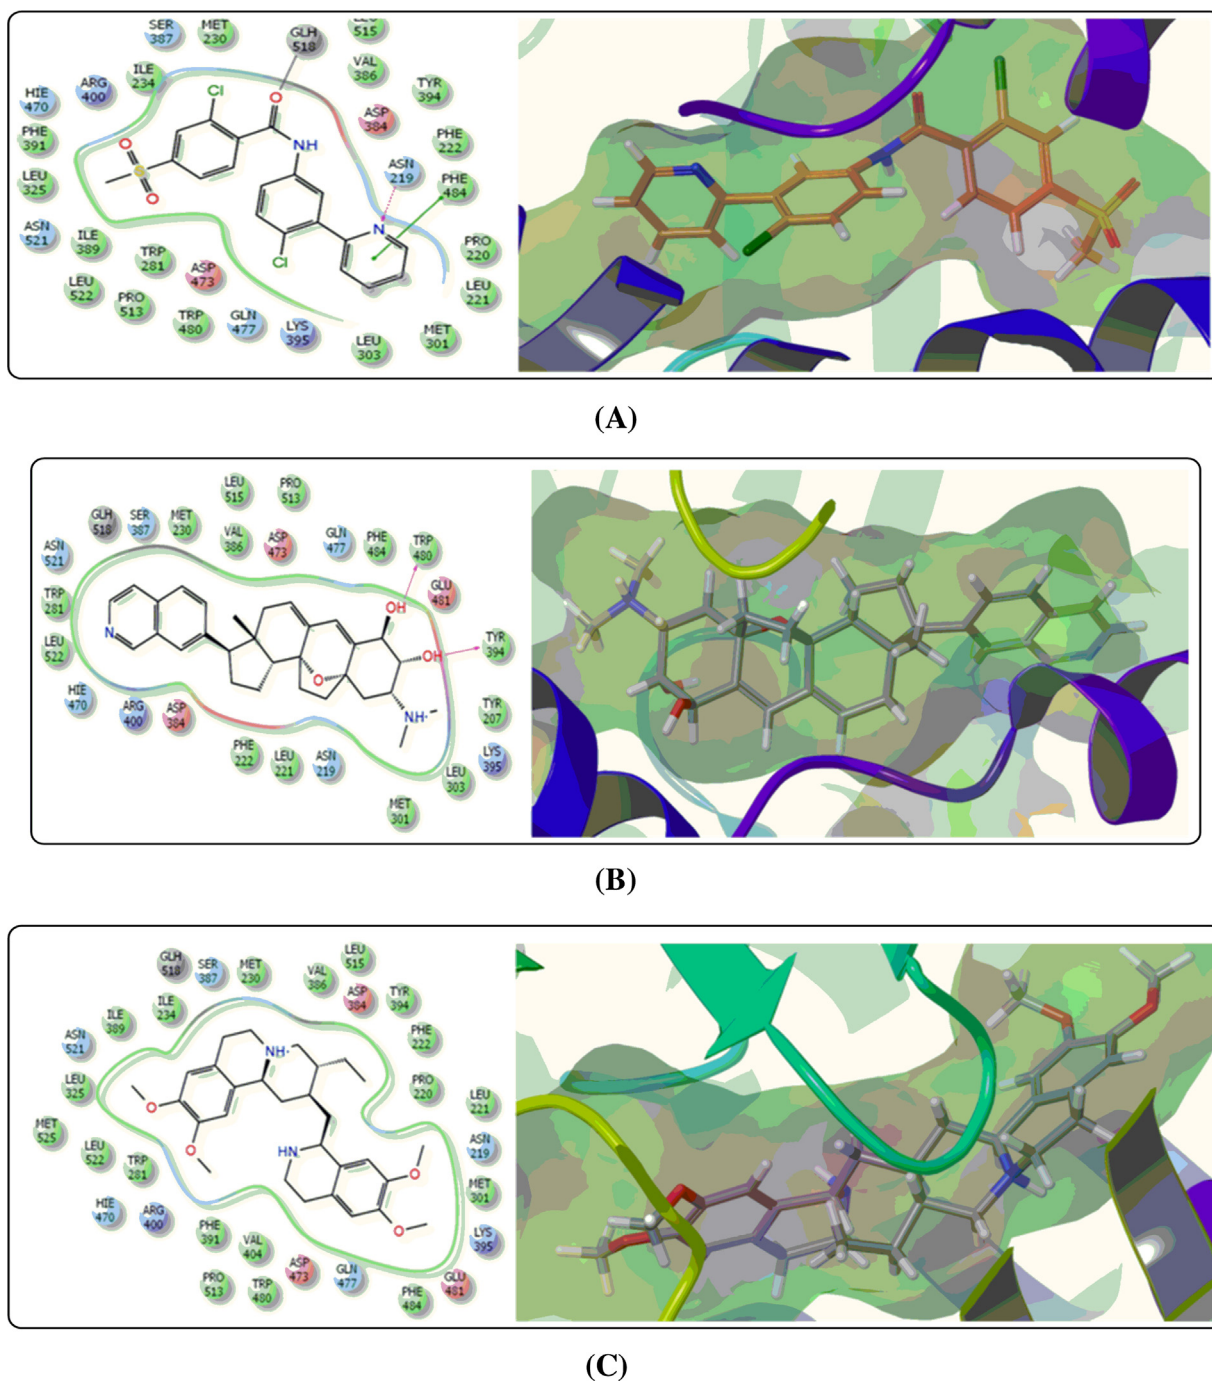 SER 387
MET 230
GLH 518
LEU 515
ILE 234
VAL 386
HIE 470
ARG 400
TYR 394
Cl
O
ASP 384
PHE 391
O
NH
PHE 222
S
ASN 219
LEU 325
O
PHE 484
ASN 521
ILE 389
N
PRO 220
TRP 281
ASP 473
Cl
LEU 522
PRO 513
LEU 221
TRP 480
GLN 477
LYS 395
LEU 303
MET 301
(A)
LEU 515
PRO 513
GLH 518
SER 387
MET 230
VAL 386
ASP 473
GLN 477
PHE 484
TRP 480
ASN 521
GLU 481
TRP 281
OH
N
OH
TYR 394
LEU 522
O
HIE 470
ARG 400
ASP 384
NH
TYR 207
PHE 222
LEU 221
ASN 219
LYS 395
LEU 303
MET 301
(B)
GLH 518
SER 387
MET 230
VAL 386
LEU 515
ASP 384
TYR 394
ILE 389
ILE 234
ASN 521
NH
PHE 222
LEU 325
PRO 220
O
LEU 221
MET 525
O
LEU 522
TRP 281
HN
ASN 219
O
MET 301
HIE 470
ARG 400
PHE 391
O
LYS 395
VAL 404
ASP 473
GLN 477
GLU 481
PRO 513
TRP 480
PHE 484
(C)